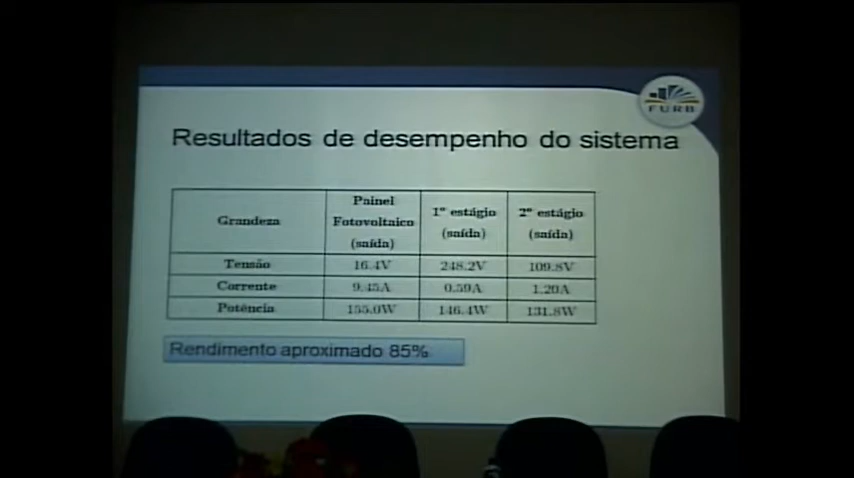 FURB
Resultados de desempenho do sistema
Grandeza
Painel
Fotovoltaico
(saída)
1º estágio
(saída)
2º estágio
(saída)
Tensão 16.4V 248.2V 109.8V
Corrente 9.45A 0.59A 1.20A
Potência 155.0W 146.4W 131.8W
Rendimento aproximado 85%